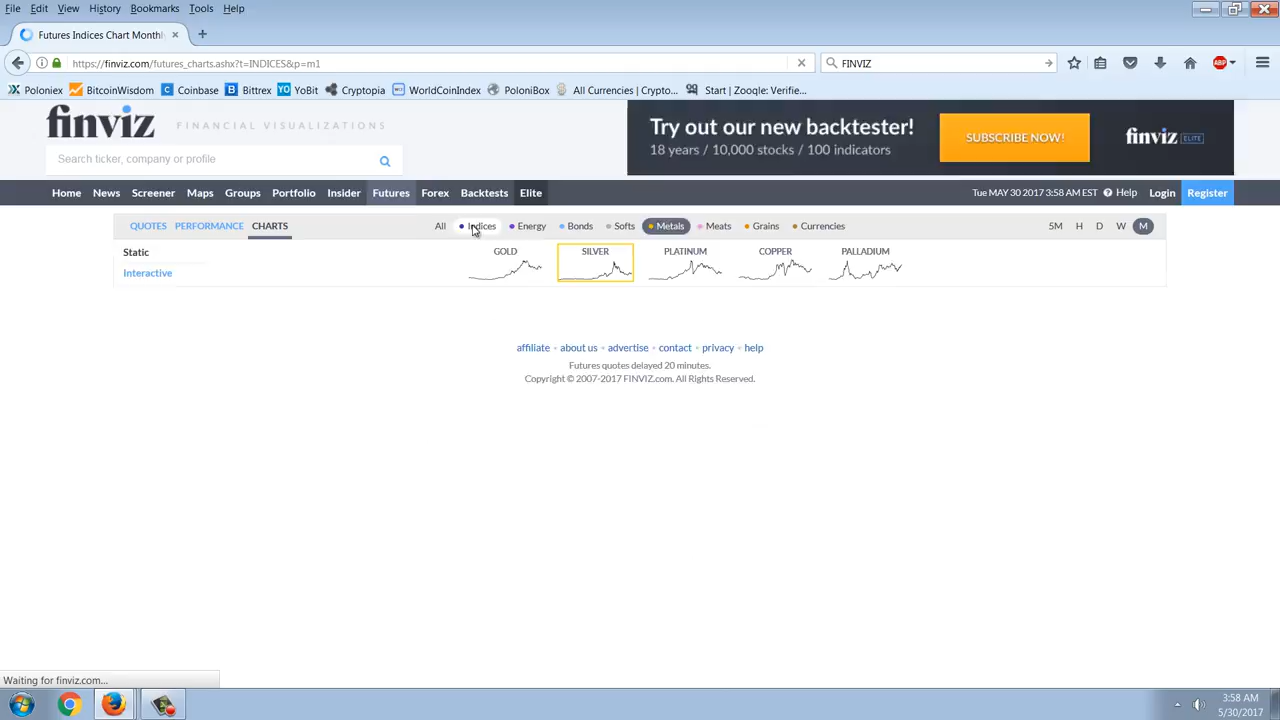 File Edit View History Bookmarks Tools Help
Futures Indices Chart Monthly
https://finviz.com/futures_charts.ashx?t=INDICES&p=m1
FINVIZ
ABP
Poloniex BitcoinWisdom Coinbase Bittrex YoBit Cryptopia WorldCoinIndex PoloniBox All Currencies | Crypto... Start | Zooqle: Verifie...
finviz FINANCIAL VISUALIZATIONS
Search ticker, company or profile
Try out our new backtester!
18 years / 10,000 stocks / 100 indicators
SUBSCRIBE NOW!
finviz ELITE
Home News Screener Maps Groups Portfolio Insider Futures Forex Backtests Elite Tue MAY 30 2017 3:58 AM EST Help Login Register
QUOTES PERFORMANCE CHARTS All Indices Energy Bonds Softs Metals Meats Grains Currencies 5M H D W M
Static
Interactive
GOLD SILVER PLATINUM COPPER PALLADIUM
affiliate • about us • advertise • contact • privacy • help
Futures quotes delayed 20 minutes.
Copyright © 2007-2017 FINVIZ.com. All Rights Reserved.
Waiting for finviz.com...
3:58 AM
5/30/2017